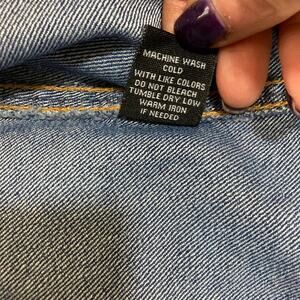 MACHINE WASH
COLD
WITH LIKE COLORS
DO NOT BLEACH
TUMBLE DRY LOW
WARM IRON
IF NEEDED